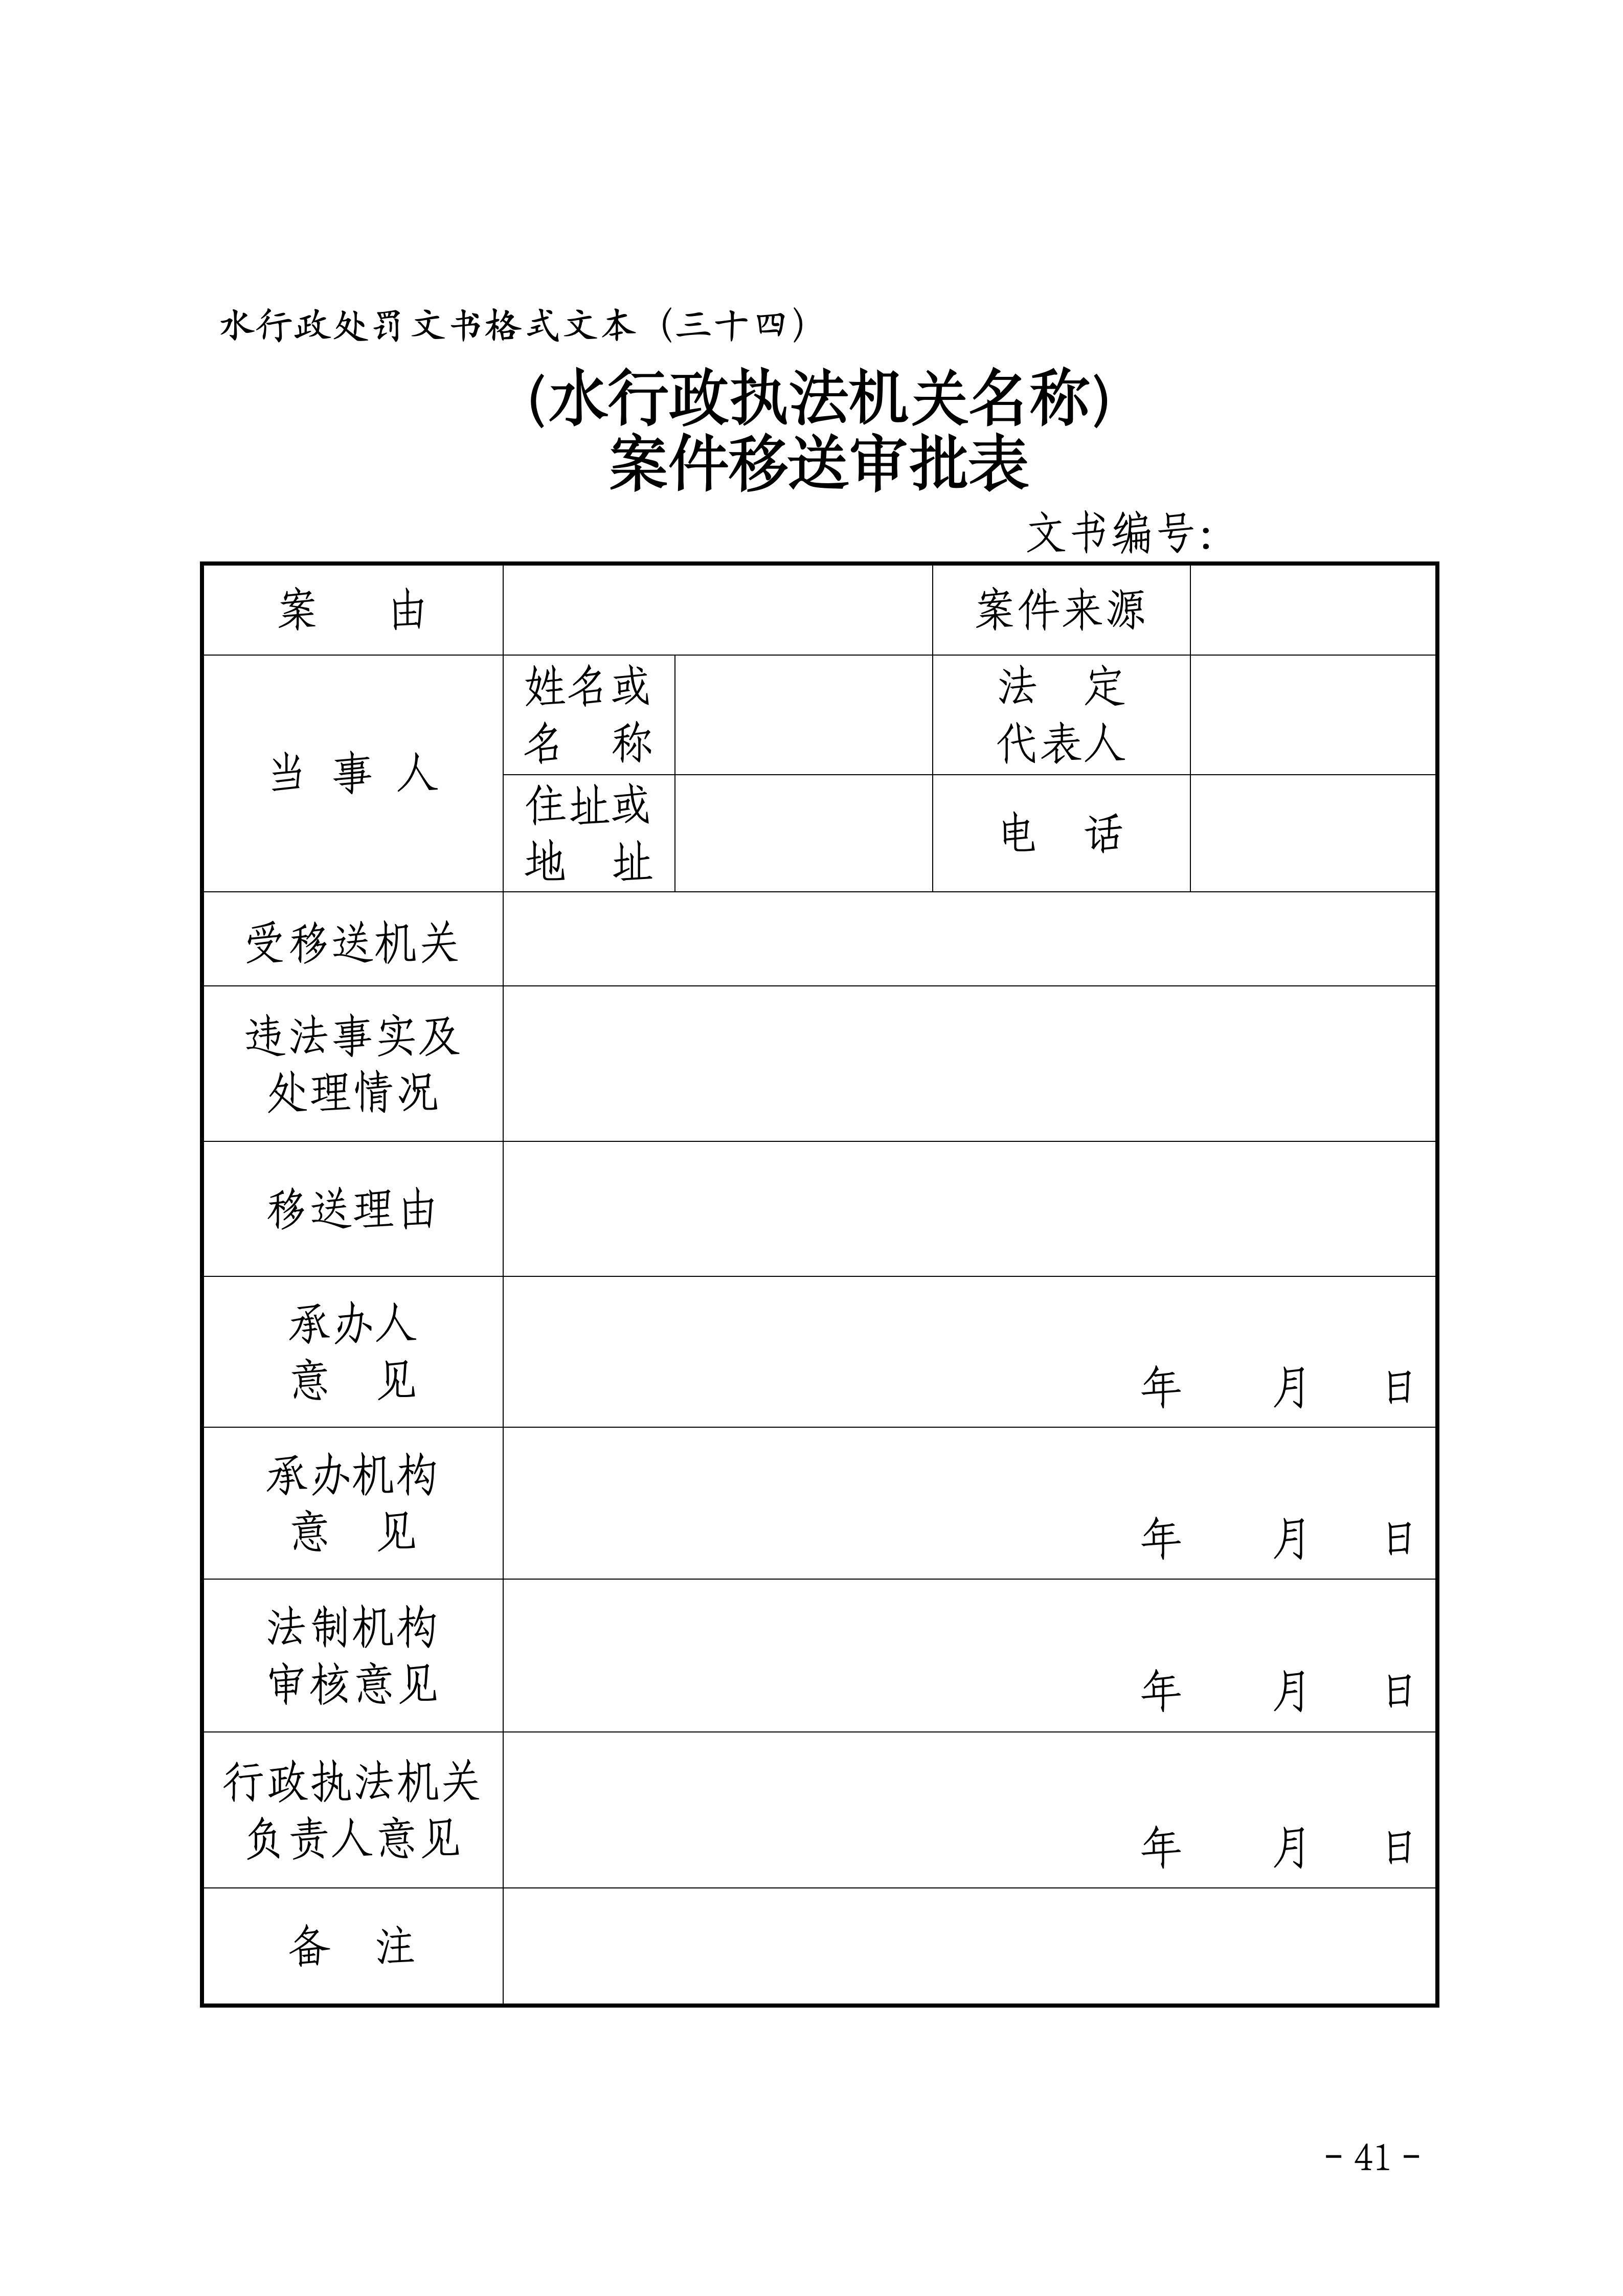 水行政处罚文书格式文本（三十四）
（水行政执法机关名称）
案件移送审批表
文书编号：
案 由 案件来源
当 事 人
姓名或
名 称
法 定
代表人
住址或
地 址
电 话
受移送机关
违法事实及
处理情况
移送理由
承办人
意 见
年 月 日
承办机构
意 见
年 月 日
法制机构
审核意见
年 月 日
行政执法机关
负责人意见
年 月 日
备 注
- 41 -